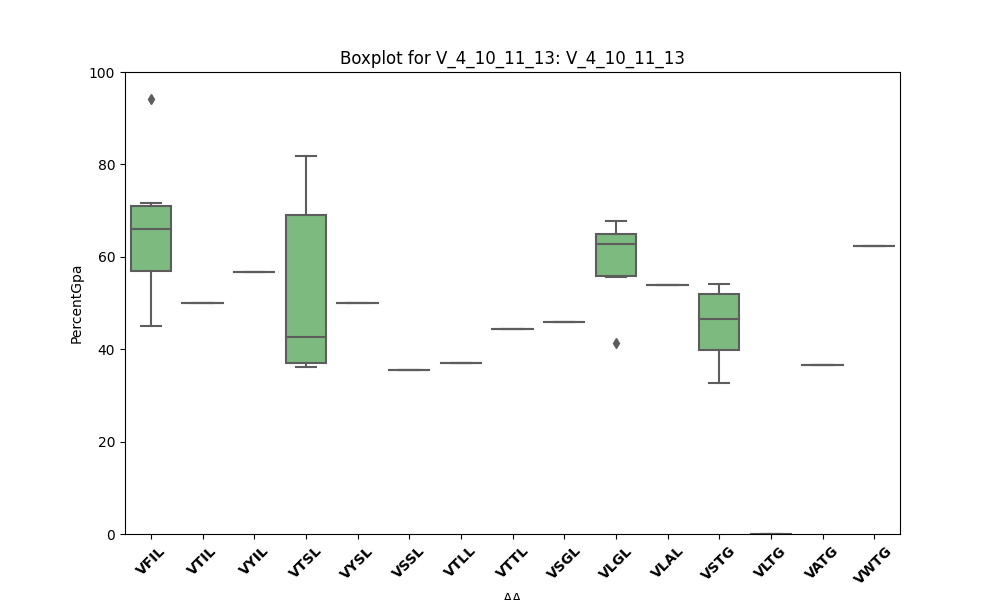 Boxplot for V_4_10_11_13: V_4_10_11_13
100
80
60
40
20
0
PercentGpa
VFIL VTIL VYIL VTSL VYSL VSSL VTLL VTTL VSGL VLGL VLAL VSTG VLTG VATG VWTG
AA